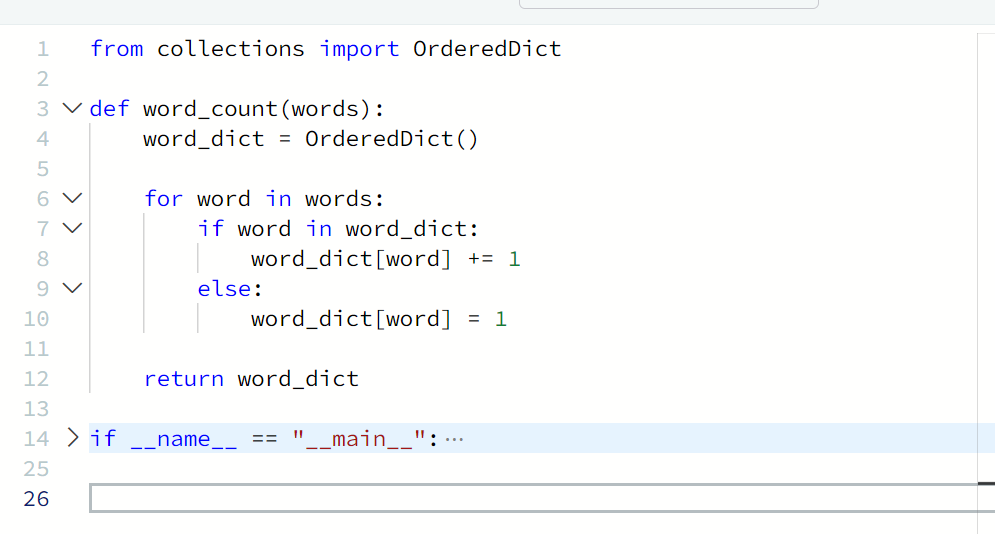 1 from collections import OrderedDict
2
3 def word_count(words):
4     word_dict = OrderedDict()
5
6     for word in words:
7         if word in word_dict:
8             word_dict[word] += 1
9         else:
10             word_dict[word] = 1
11
12     return word_dict
13
14 if __name__ == "__main__":···
25
26